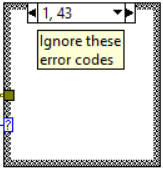 1, 43
Ignore these
error codes
?